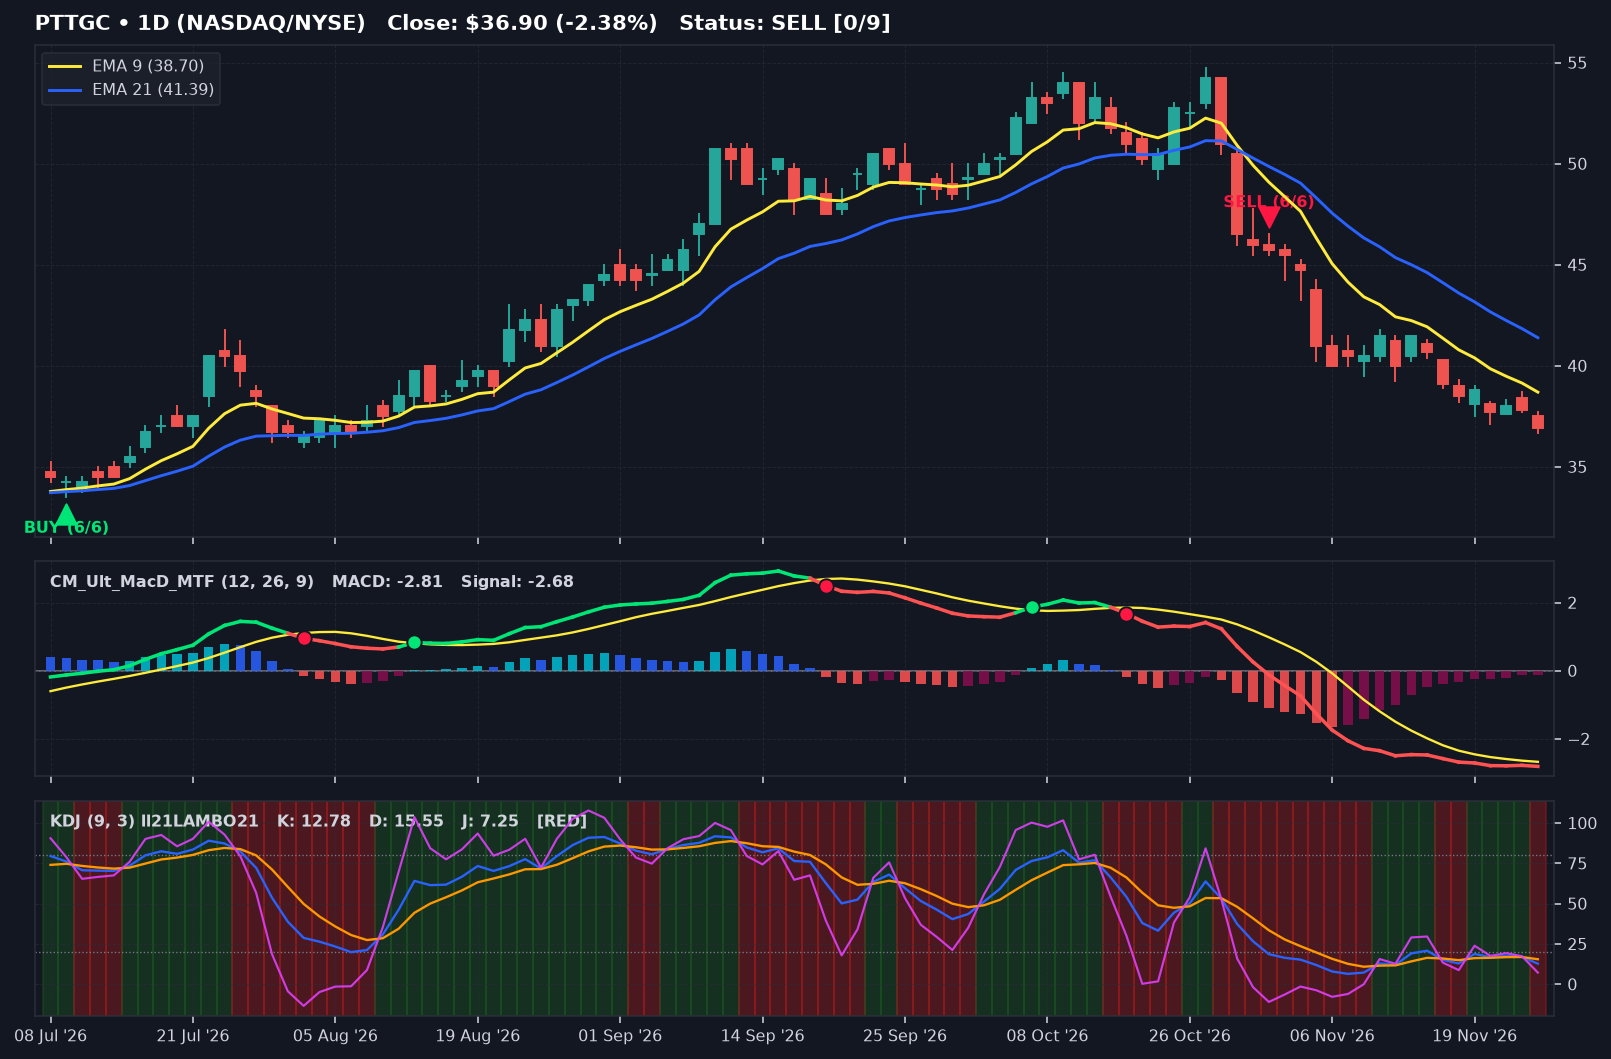 PTTGC • 1D (NASDAQ/NYSE)   Close: $36.90 (-2.38%)   Status: SELL [0/9]
EMA 9 (38.70)
EMA 21 (41.39)
55
50
45
40
35
SELL (6/6)
BUY (6/6)
CM_Ult_MacD_MTF (12, 26, 9)   MACD: -2.81   Signal: -2.68
2
0
−2
KDJ (9, 3) II21LAMBO21   K: 12.78   D: 15.55   J: 7.25   [RED]
100
75
50
25
0
08 Jul '26   21 Jul '26   05 Aug '26   19 Aug '26   01 Sep '26   14 Sep '26   25 Sep '26   08 Oct '26   26 Oct '26   06 Nov '26   19 Nov '26